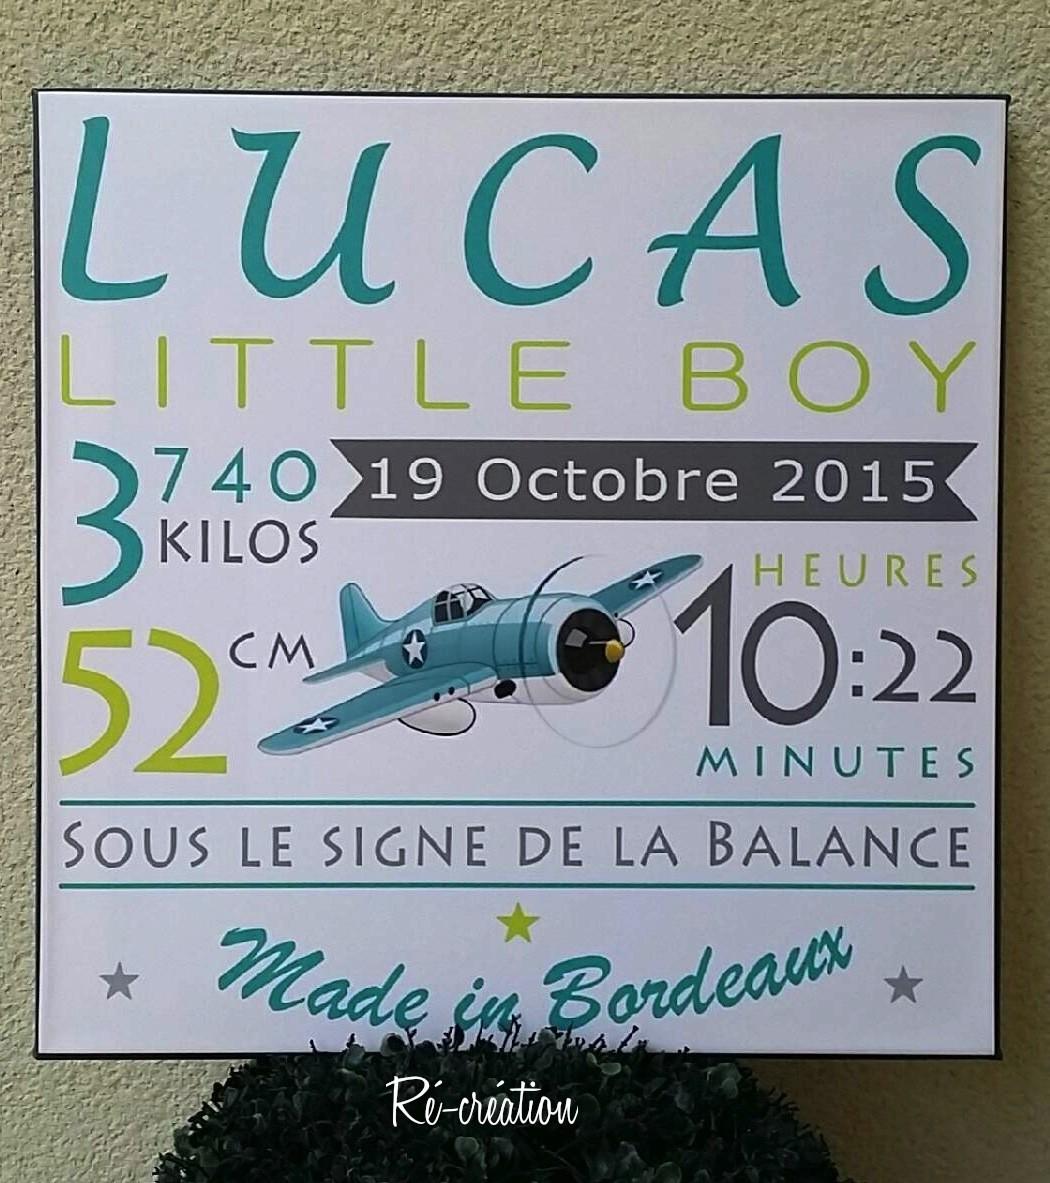 LUCAS
LITTLE BOY
3 740
KILOS
19 Octobre 2015
52 CM
HEURES
10:22
MINUTES
SOUS LE SIGNE DE LA BALANCE
Made in Bordeaux
Ré-création